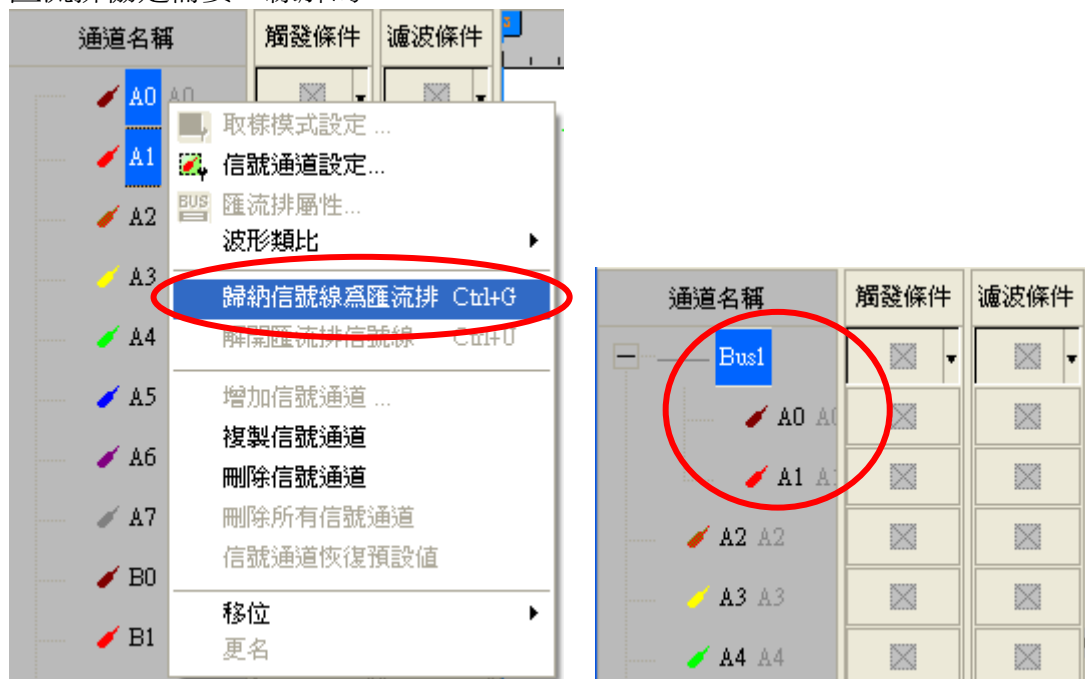 通道名稱 觸發條件 濾波條件
A0 A0
A1
A2
A3
A4
A5
A6
A7
B0
B1
取樣模式設定 ...
信號通道設定...
BUS 匯流排屬性...
波形類比
歸納信號線為匯流排 Ctrl+G
解開匯流排信號線 Ctrl+U
增加信號通道 ...
複製信號通道
刪除信號通道
刪除所有信號通道
信號通道恢復預設值
移位
更名
通道名稱 觸發條件 濾波條件
Bus1
A0 A0
A1 A1
A2 A2
A3 A3
A4 A4